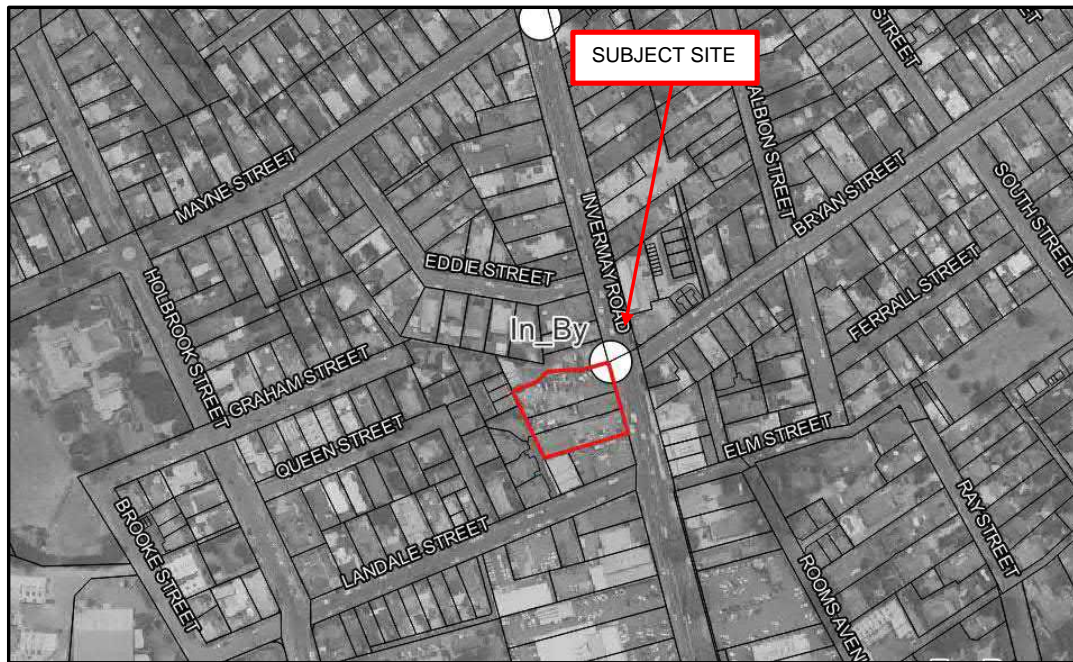 SUBJECT SITE
STREET
ALBION STREET
MAYNE STREET
BRYAN STREET
SOUTH STREET
INVERMAY ROAD
EDDIE STREET
HOLBROOK STREET
FERRALL STREET
In_By
GRAHAM STREET
QUEEN STREET
ELM STREET
LANDALE STREET
RAY STREET
BROOKE STREET
ROOMS AVEN